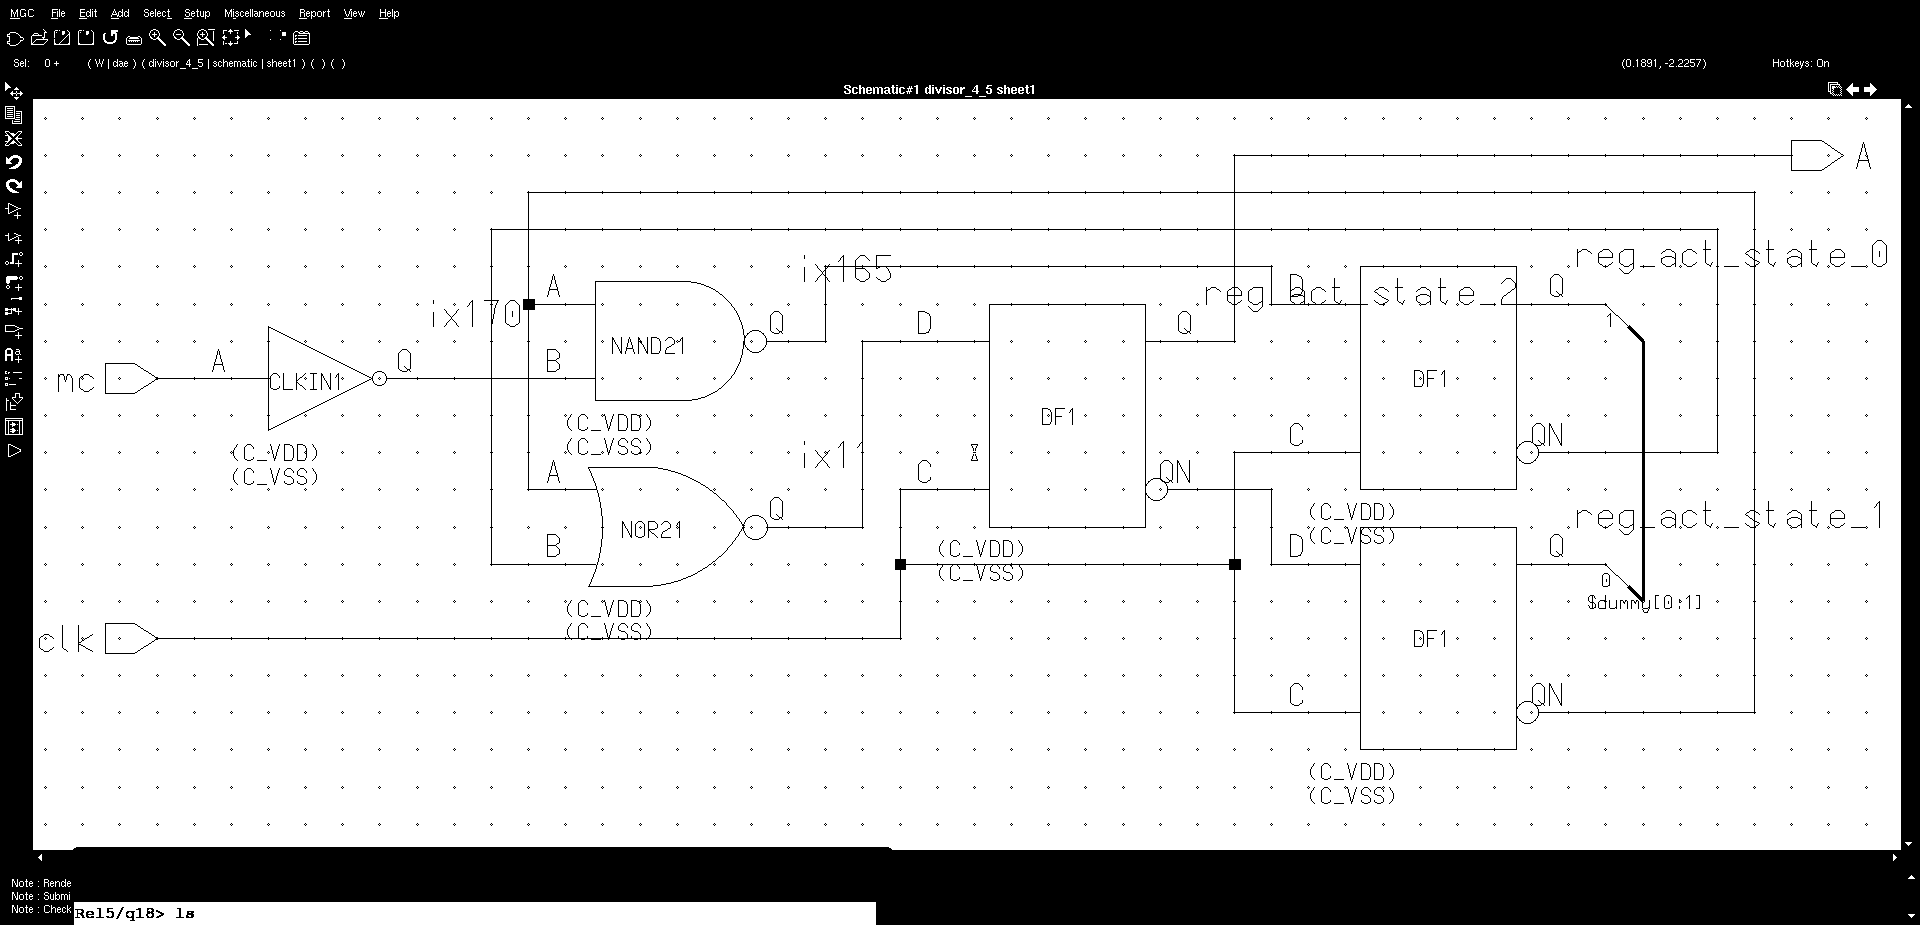 MGC File Edit Add Select Setup Miscellaneous Report View Help
Sel: 0 + ( W | dae ) ( divisor_4_5 | schematic | sheet1 ) ( ) ( ) (0.1891, -2.2257) Hotkeys: On
Schematic#1 divisor_4_5 sheet1
A
reg_act_state_0
ix165
A
reg_act_state_2
D
Q
ix170
1
Q
D
Q
NAND21
A
Q
B
mc
CLKIN1
DF1
DF1
(C_VDD)
(C_VSS)
C
QN
(C_VDD)
(C_VSS)
ix11
A
C
QN
Q
(C_VDD)
(C_VSS)
reg_act_state_1
NOR21
B
(C_VDD)
(C_VSS)
D
Q
0
$dummy[0:1]
(C_VDD)
(C_VSS)
clk
DF1
C
QN
(C_VDD)
(C_VSS)
Note : Rende
Note : Submi
Note : Check
Rel5/q18> ls